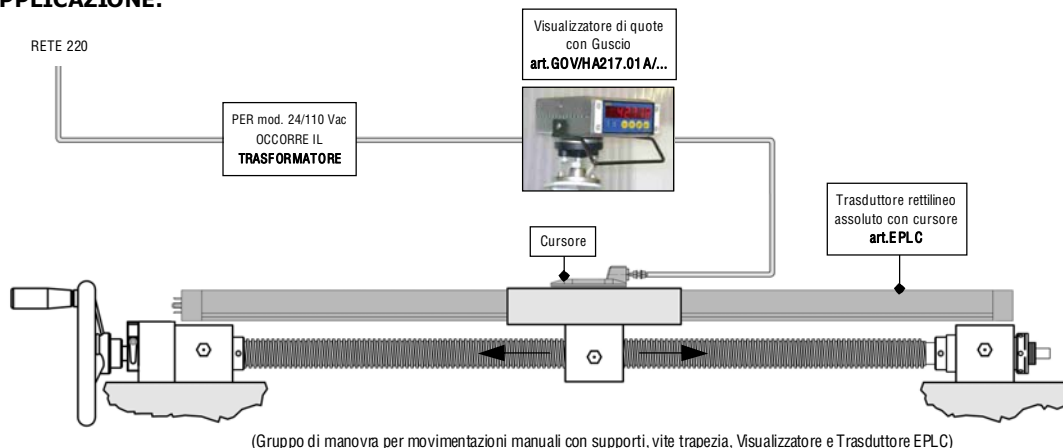 PPLICAZIONE:
RETE 220
Visualizzatore di quote
con Guscio
art.GOV/HA217.01A/...
PER mod. 24/110 Vac
OCCORRE IL
TRASFORMATORE
Trasduttore rettilineo
assoluto con cursore
art.EPLC
Cursore
(Gruppo di manovra per movimentazioni manuali con supporti, vite trapezia, Visualizzatore e Trasduttore EPLC)